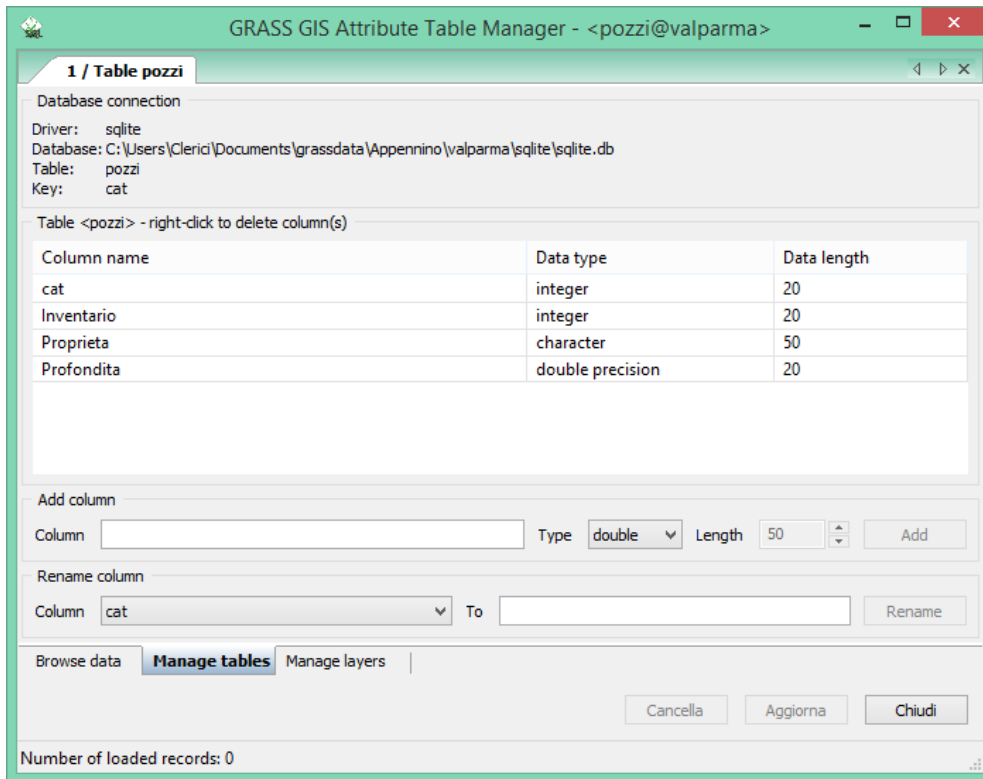 GRASS GIS Attribute Table Manager - <pozzi@valparma>
1 / Table pozzi
Database connection
Driver: sqlite
Database: C:\Users\Clerici\Documents\grassdata\Appennino\valparma\sqlite\sqlite.db
Table: pozzi
Key: cat
Table <pozzi> - right-click to delete column(s)
Column name Data type Data length
cat integer 20
Inventario integer 20
Proprieta character 50
Profondita double precision 20
Add column
Column Type double Length 50 Add
Rename column
Column cat To Rename
Browse data Manage tables Manage layers
Cancella Aggiorna Chiudi
Number of loaded records: 0